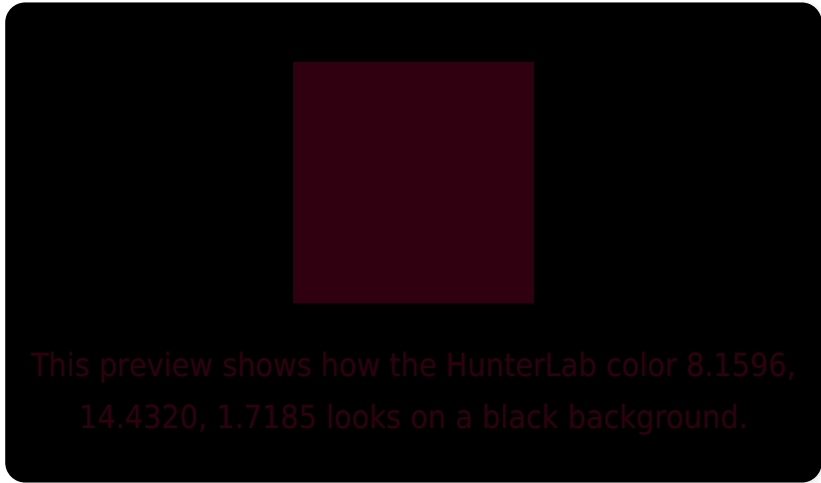 This preview shows how the HunterLab color 8.1596,
14.4320, 1.7185 looks on a black background.